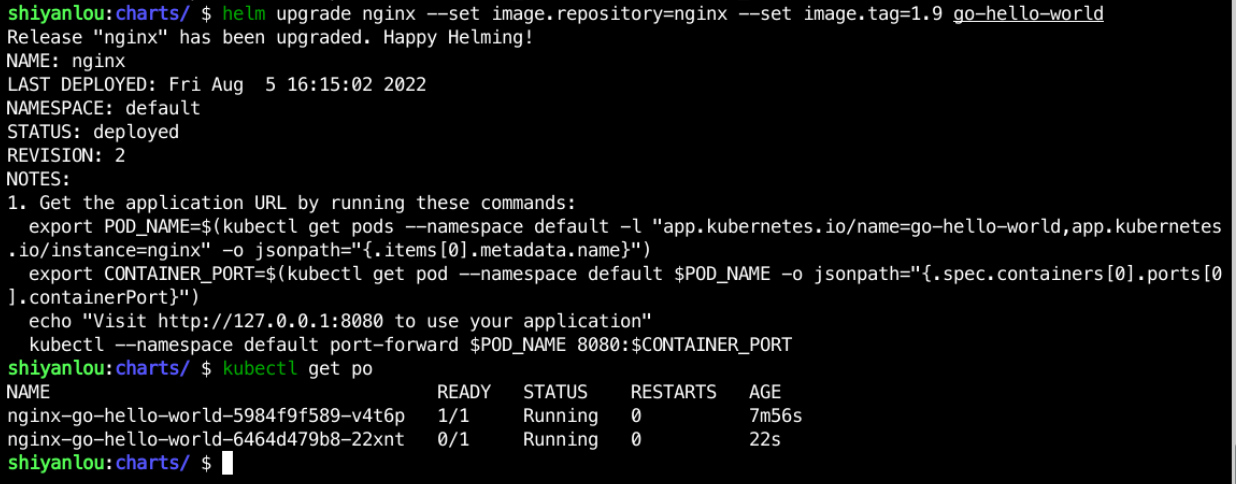 shiyanlou:charts/ $ helm upgrade nginx --set image.repository=nginx --set image.tag=1.9 go-hello-world
Release "nginx" has been upgraded. Happy Helming!
NAME: nginx
LAST DEPLOYED: Fri Aug  5 16:15:02 2022
NAMESPACE: default
STATUS: deployed
REVISION: 2
NOTES:
1. Get the application URL by running these commands:
  export POD_NAME=$(kubectl get pods --namespace default -l "app.kubernetes.io/name=go-hello-world,app.kubernetes
.io/instance=nginx" -o jsonpath="{.items[0].metadata.name}")
  export CONTAINER_PORT=$(kubectl get pod --namespace default $POD_NAME -o jsonpath="{.spec.containers[0].ports[0
].containerPort}")
  echo "Visit http://127.0.0.1:8080 to use your application"
  kubectl --namespace default port-forward $POD_NAME 8080:$CONTAINER_PORT
shiyanlou:charts/ $ kubectl get po
NAME                                    READY   STATUS    RESTARTS   AGE
nginx-go-hello-world-5984f9f589-v4t6p   1/1     Running   0          7m56s
nginx-go-hello-world-6464d479b8-22xnt   0/1     Running   0          22s
shiyanlou:charts/ $